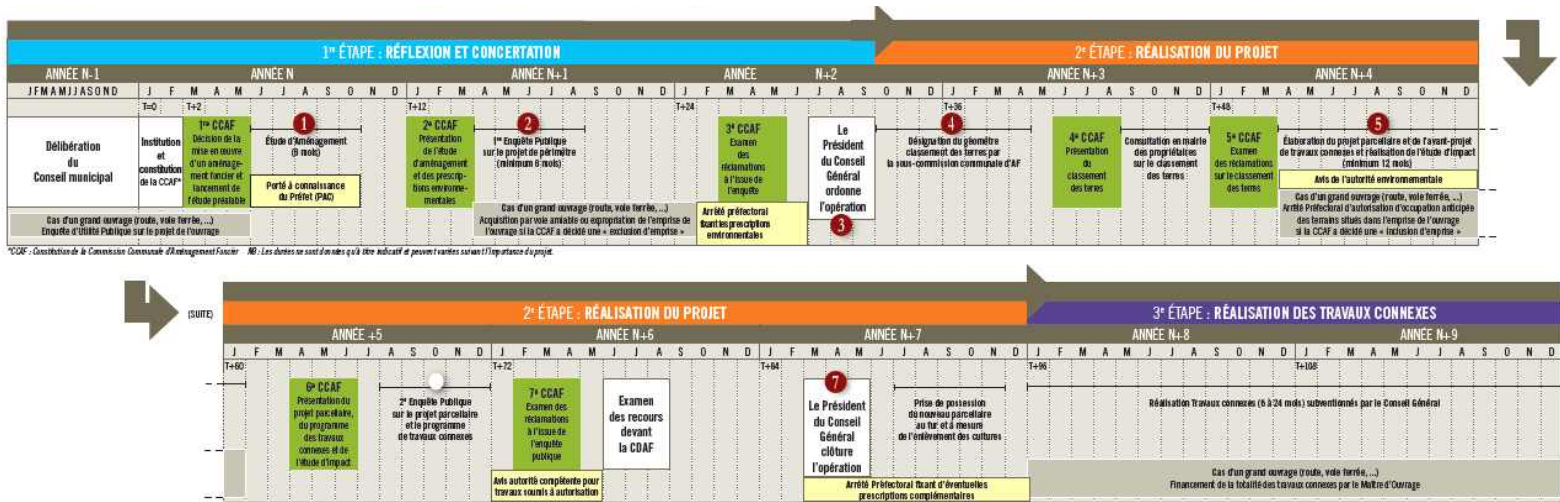 1re ÉTAPE : RÉFLEXION ET CONCERTATION
2e ÉTAPE : RÉALISATION DU PROJET
ANNÉE N-1
ANNÉE N
ANNÉE N+1
ANNÉE
N+2
ANNÉE N+3
ANNÉE N+4
J F M A M J J A S O N D
J F M A M J J A S O N D
J F M A M J J A S O N D
J F M A M J J A S O N D
J F M A M J J A S O N D
J F M A M J J A S O N D
T=0
T+2
T+12
T+24
T+36
T+48
Délibération
du
Conseil municipal
Institution
et
constitution
de la CCAF*
1re CCAF
Décision de la
mise en œuvre
d'un aménage-
ment foncier et
lancement de
l'étude préalable
1
Étude d'Aménagement
(9 mois)
Porté à connaissance
du Préfet (PAC)
2e CCAF
Présentation
de l'étude
d'aménagement
et des prescrip-
tions environne-
mentales
2
1re Enquête Publique
sur le projet de périmètre
(minimum 6 mois)
3e CCAF
Examen
des
réclamations
à l'issue de
l'enquête
Le
Président
du Conseil
Général
ordonne
l'opération
3
4
Désignation du géomètre
classement des terres par
la sous-commission communale d'AF
4e CCAF
Présentation
du
classement
des terres
Consultation en mairie
des propriétaires
sur le classement
des terres
5e CCAF
Examen
des réclamations
sur le classement
des terres
5
Élaboration du projet parcellaire et de l'avant-projet
de travaux connexes et réalisation de l'étude d'impact
(minimum 12 mois)
Avis de l'autorité environnementale
Cas d'un grand ouvrage (route, voie ferrée, ...)
Enquête d'Utilité Publique sur le projet de l'ouvrage
Cas d'un grand ouvrage (route, voie ferrée, ...)
Acquisition par voie amiable ou expropriation de l'emprise de
l'ouvrage si la CCAF a décidé une « exclusion d'emprise »
Arrêté préfectoral
fixant les prescriptions
environnementales
Cas d'un grand ouvrage (route, voie ferrée, ...)
Arrêté Préfectoral d'autorisation d'occupation anticipée
des terrains situés dans l'emprise de l'ouvrage
si la CCAF a décidé une « inclusion d'emprise »
*CCAF : Constitution de la Commission Communale d'Aménagement Foncier NB : Les durées ne sont données qu'à titre indicatif et peuvent variées suivant l'importance du projet.
(SUITE)
2e ÉTAPE : RÉALISATION DU PROJET
3e ÉTAPE : RÉALISATION DES TRAVAUX CONNEXES
ANNÉE +5
ANNÉE N+6
ANNÉE N+7
ANNÉE N+8
ANNÉE N+9
J F M A M J J A S O N D
J F M A M J J A S O N D
J F M A M J J A S O N D
J F M A M J J A S O N D
J F M A M J J A S O N D
T+60
T+72
T+84
T+96
T+108
6e CCAF
Présentation du
projet parcellaire,
du programme
des travaux
connexes et de
l'étude d'impact
2e Enquête Publique
sur le projet parcellaire
et le programme
de travaux connexes
7e CCAF
Examen des
réclamations
à l'issue de
l'enquête
publique
Examen
des recours
devant
la CDAF
7
Le Président
du Conseil
Général
clôture
l'opération
Prise de possession
du nouveau parcellaire
au fur et à mesure
de l'enlèvement des cultures
Réalisation Travaux connexes (6 à 24 mois) subventionnés par le Conseil Général
Avis autorité compétente pour
travaux soumis à autorisation
Arrêté Préfectoral fixant d'éventuelles
prescriptions complémentaires
Cas d'un grand ouvrage (route, voie ferrée, ...)
Financement de la totalité des travaux connexes par le Maître d'Ouvrage